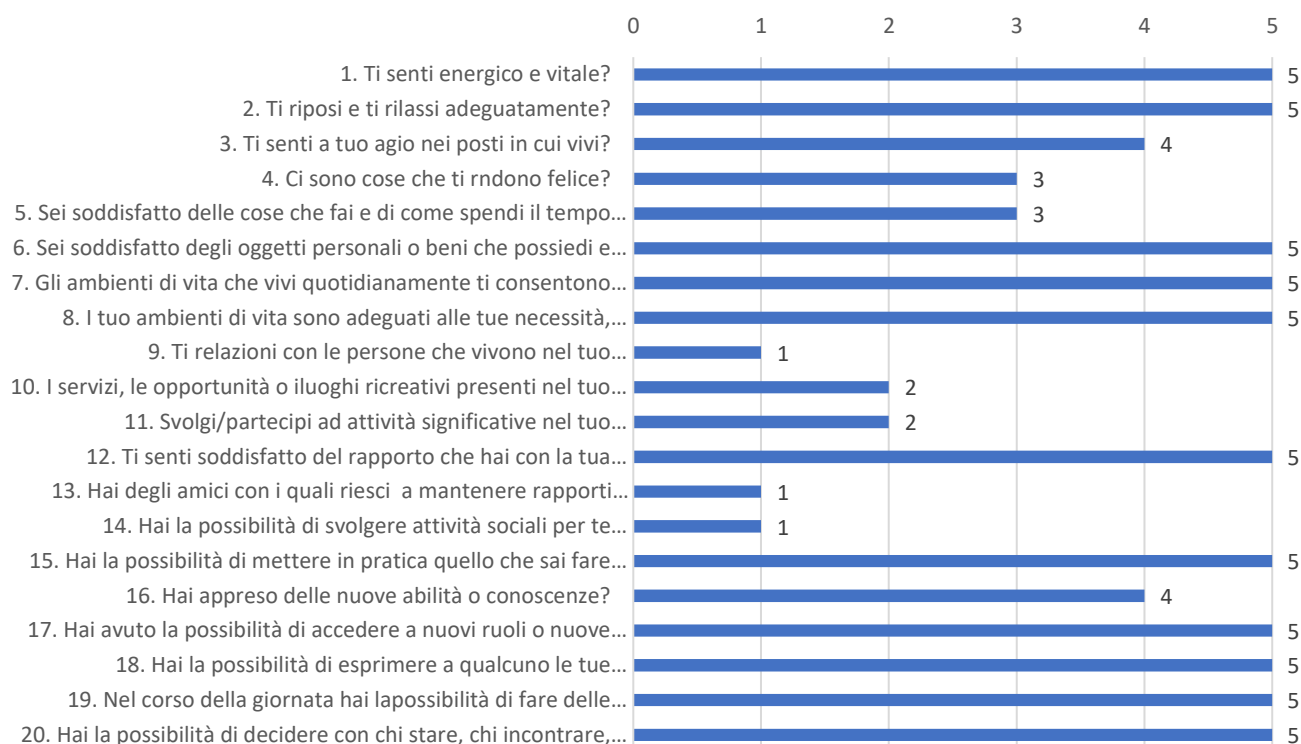 0 1 2 3 4 5
1. Ti senti energico e vitale? 5
2. Ti riposi e ti rilassi adeguatamente? 5
3. Ti senti a tuo agio nei posti in cui vivi? 4
4. Ci sono cose che ti rndono felice? 3
5. Sei soddisfatto delle cose che fai e di come spendi il tempo… 3
6. Sei soddisfatto degli oggetti personali o beni che possiedi e… 5
7. Gli ambienti di vita che vivi quotidianamente ti consentono… 5
8. I tuo ambienti di vita sono adeguati alle tue necessità,… 5
9. Ti relazioni con le persone che vivono nel tuo… 1
10. I servizi, le opportunità o iluoghi ricreativi presenti nel tuo… 2
11. Svolgi/partecipi ad attività significative nel tuo… 2
12. Ti senti soddisfatto del rapporto che hai con la tua… 5
13. Hai degli amici con i quali riesci  a mantenere rapporti… 1
14. Hai la possibilità di svolgere attività sociali per te… 1
15. Hai la possibilità di mettere in pratica quello che sai fare… 5
16. Hai appreso delle nuove abilità o conoscenze? 4
17. Hai avuto la possibilità di accedere a nuovi ruoli o nuove… 5
18. Hai la possibilità di esprimere a qualcuno le tue… 5
19. Nel corso della giornata hai lapossibilità di fare delle… 5
20. Hai la possibilità di decidere con chi stare, chi incontrare,… 5